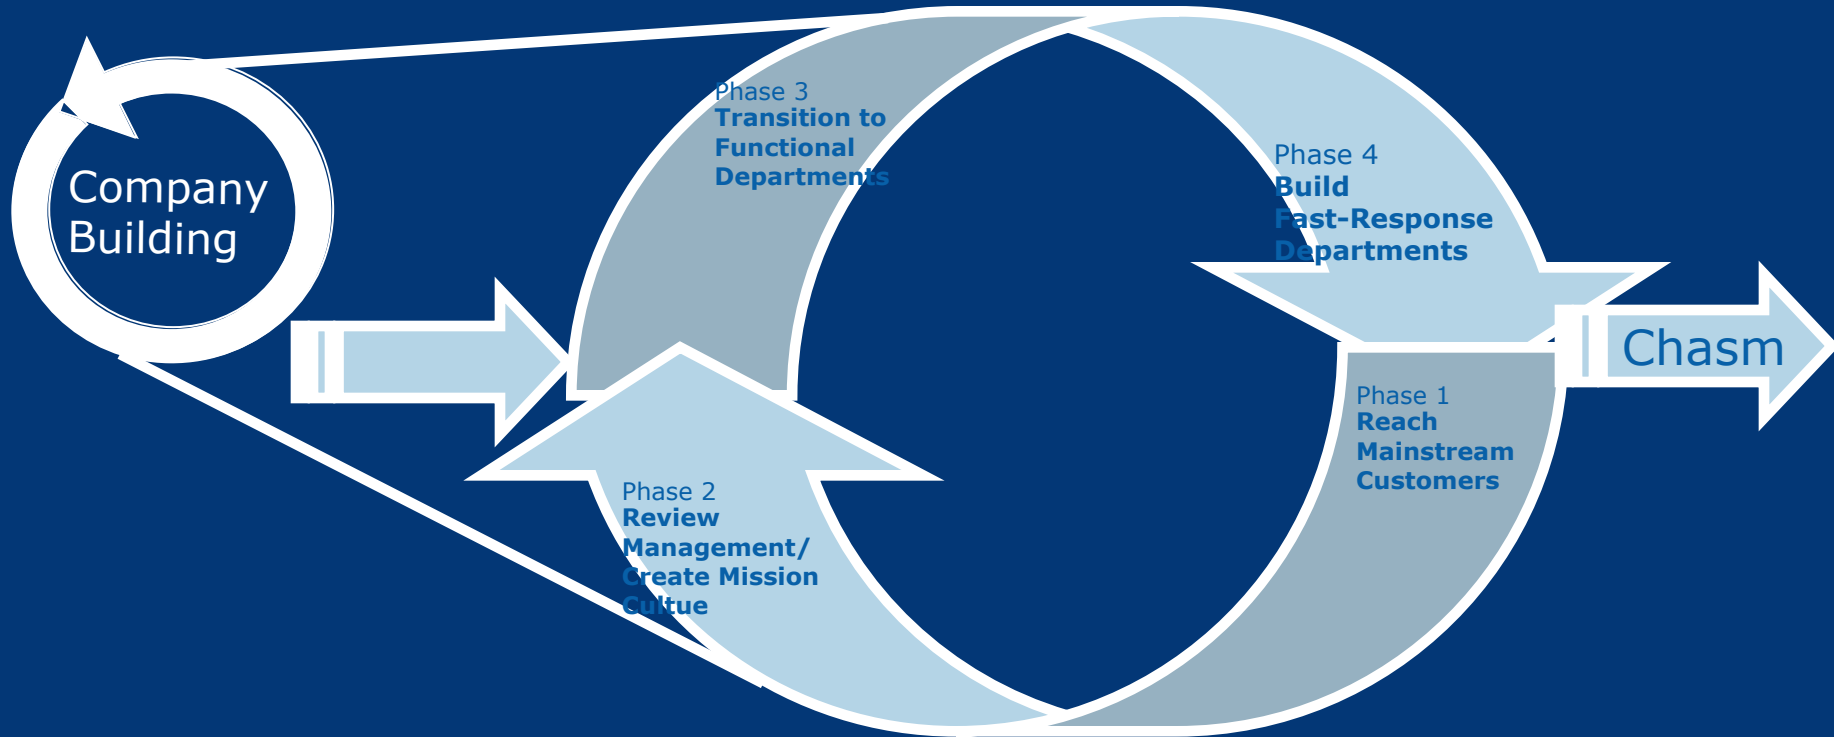 Company
Building
Phase 3
Transition to
Functional
Departments
Phase 4
Build
Fast-Response
Departments
Chasm
Phase 1
Reach
Mainstream
Customers
Phase 2
Review
Management/
Create Mission
Cultue